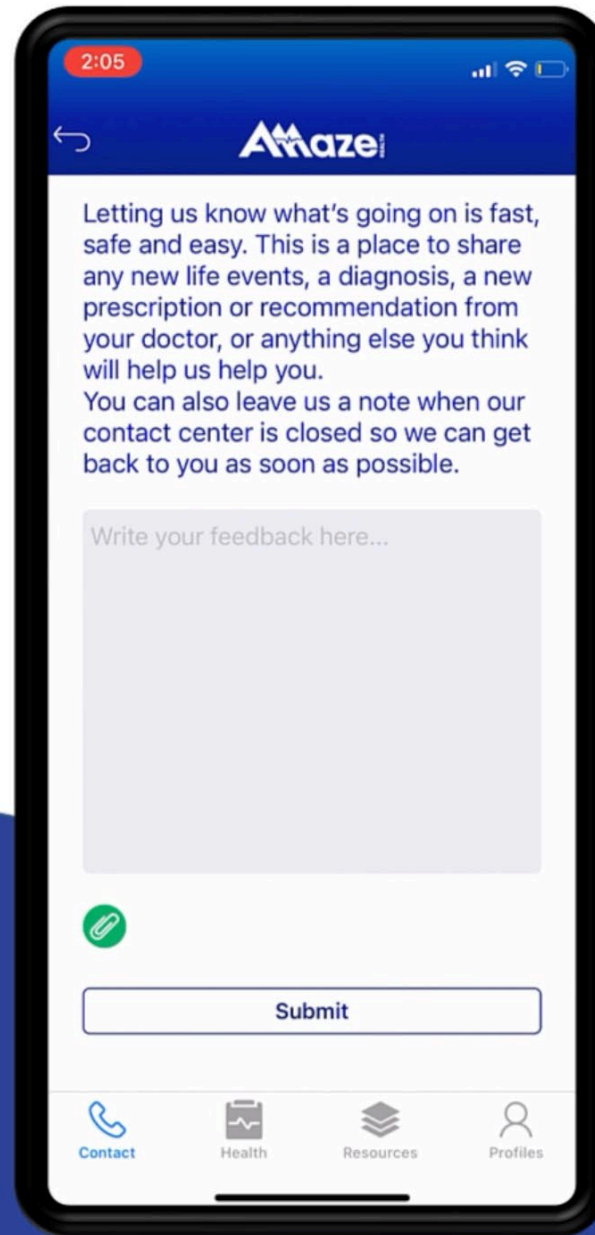 2:05
Amaze HEALTH
Letting us know what's going on is fast,
safe and easy. This is a place to share
any new life events, a diagnosis, a new
prescription or recommendation from
your doctor, or anything else you think
will help us help you.
You can also leave us a note when our
contact center is closed so we can get
back to you as soon as possible.
Write your feedback here...
Submit
Contact
Health
Resources
Profiles